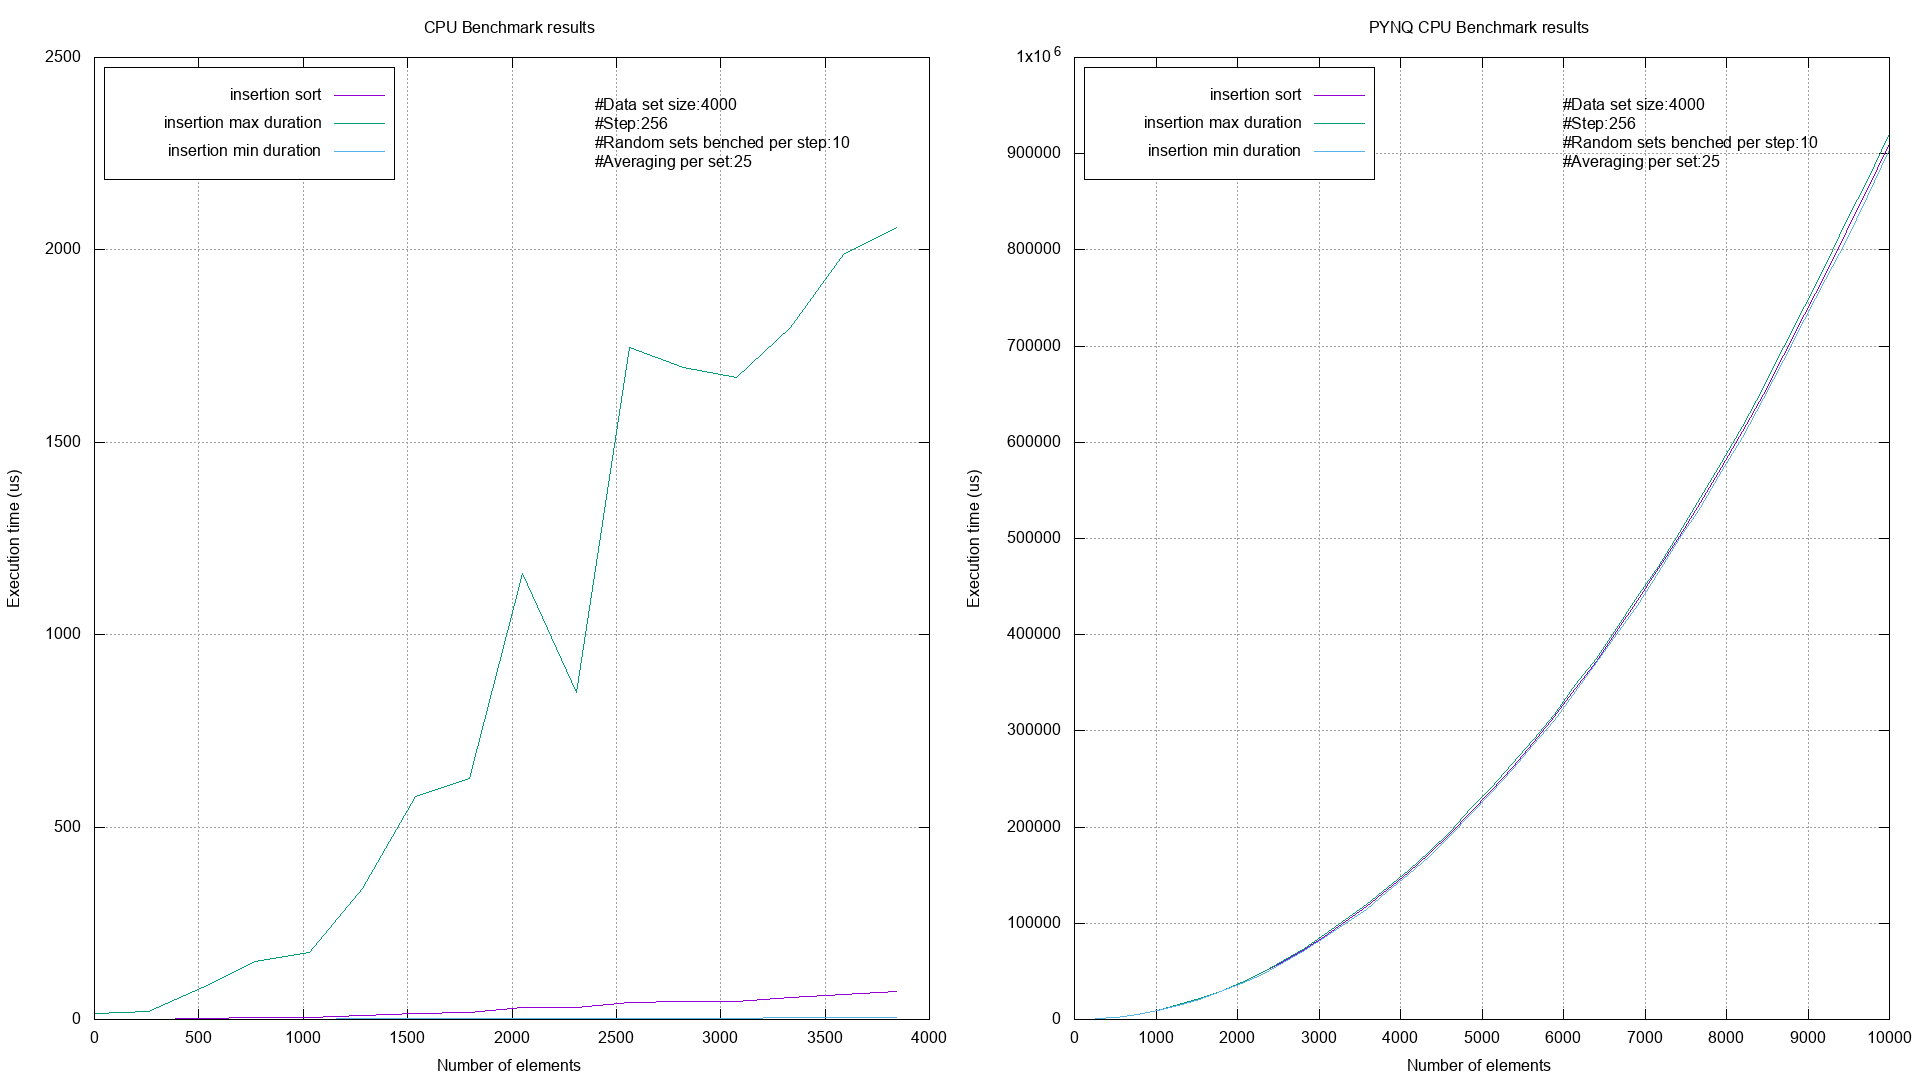 CPU Benchmark results
2500
2000
1500
1000
500
0
insertion sort
insertion max duration
insertion min duration
#Data set size:4000
#Step:256
#Random sets benched per step:10
#Averaging per set:25
Execution time (us)
0 500 1000 1500 2000 2500 3000 3500 4000
Number of elements
PYNQ CPU Benchmark results
1x10^6
900000
800000
700000
600000
500000
400000
300000
200000
100000
0
insertion sort
insertion max duration
insertion min duration
#Data set size:4000
#Step:256
#Random sets benched per step:10
#Averaging per set:25
Execution time (us)
0 1000 2000 3000 4000 5000 6000 7000 8000 9000 10000
Number of elements